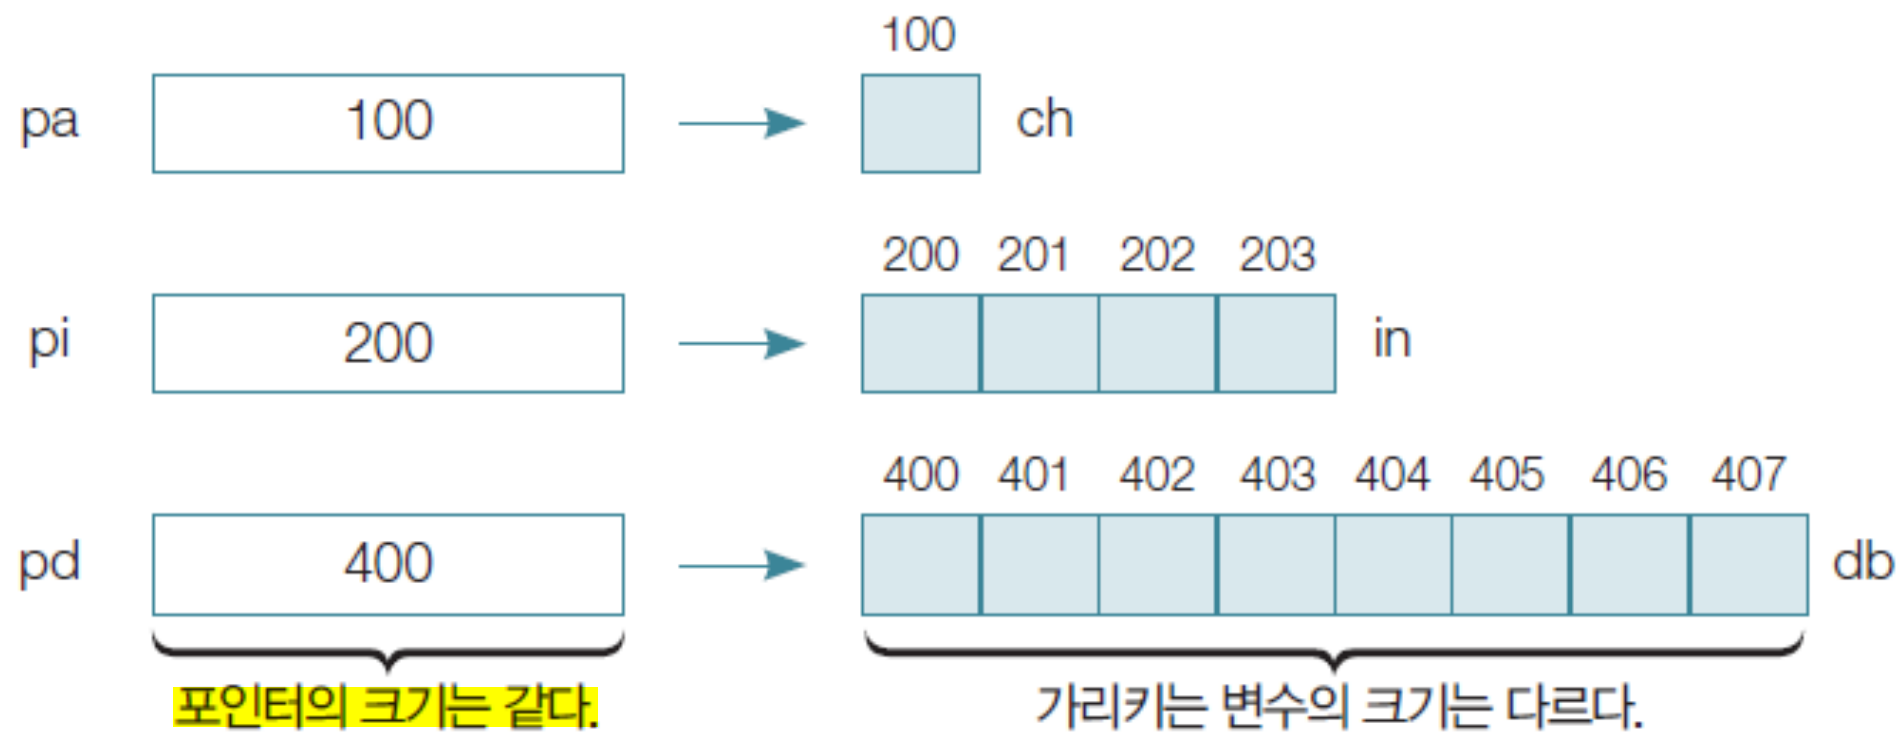 100
pa 100 ch
200 201 202 203
pi 200 in
400 401 402 403 404 405 406 407
pd 400 db
포인터의 크기는 같다. 가리키는 변수의 크기는 다르다.